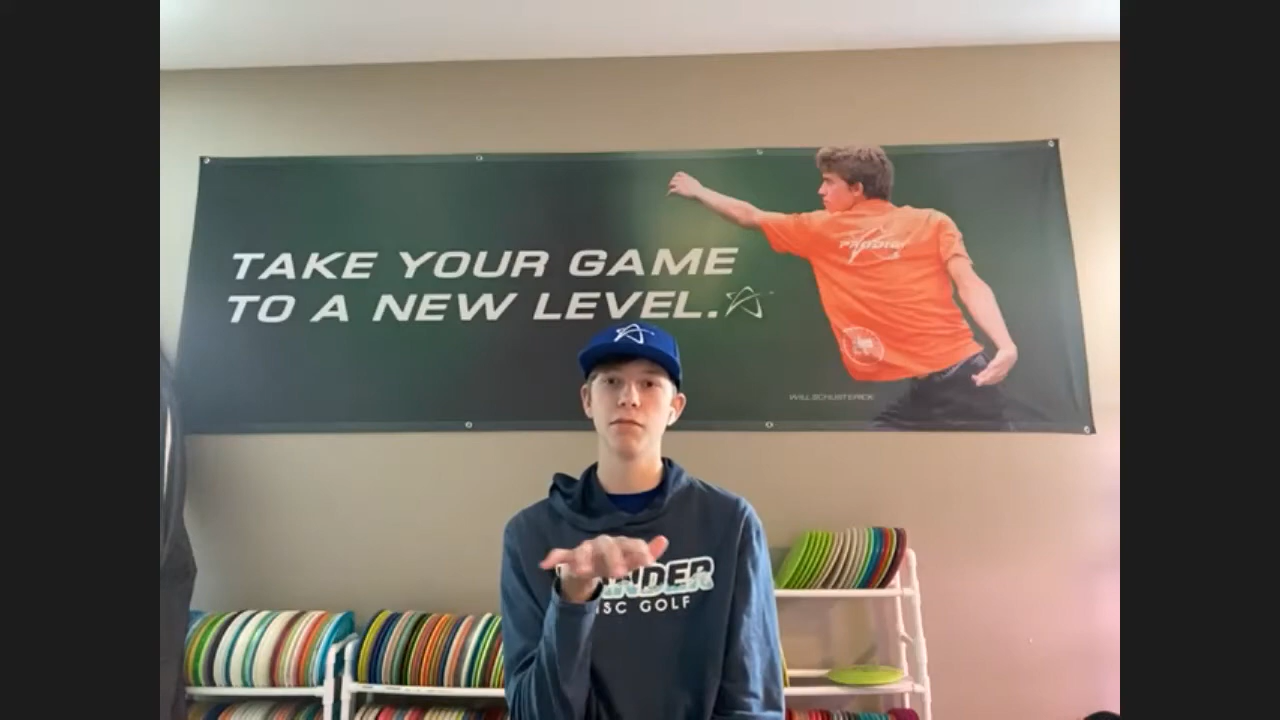 TAKE YOUR GAME
TO A NEW LEVEL.
PRODIGY
WILL SCHUSTERICK
NDER
ISC GOLF